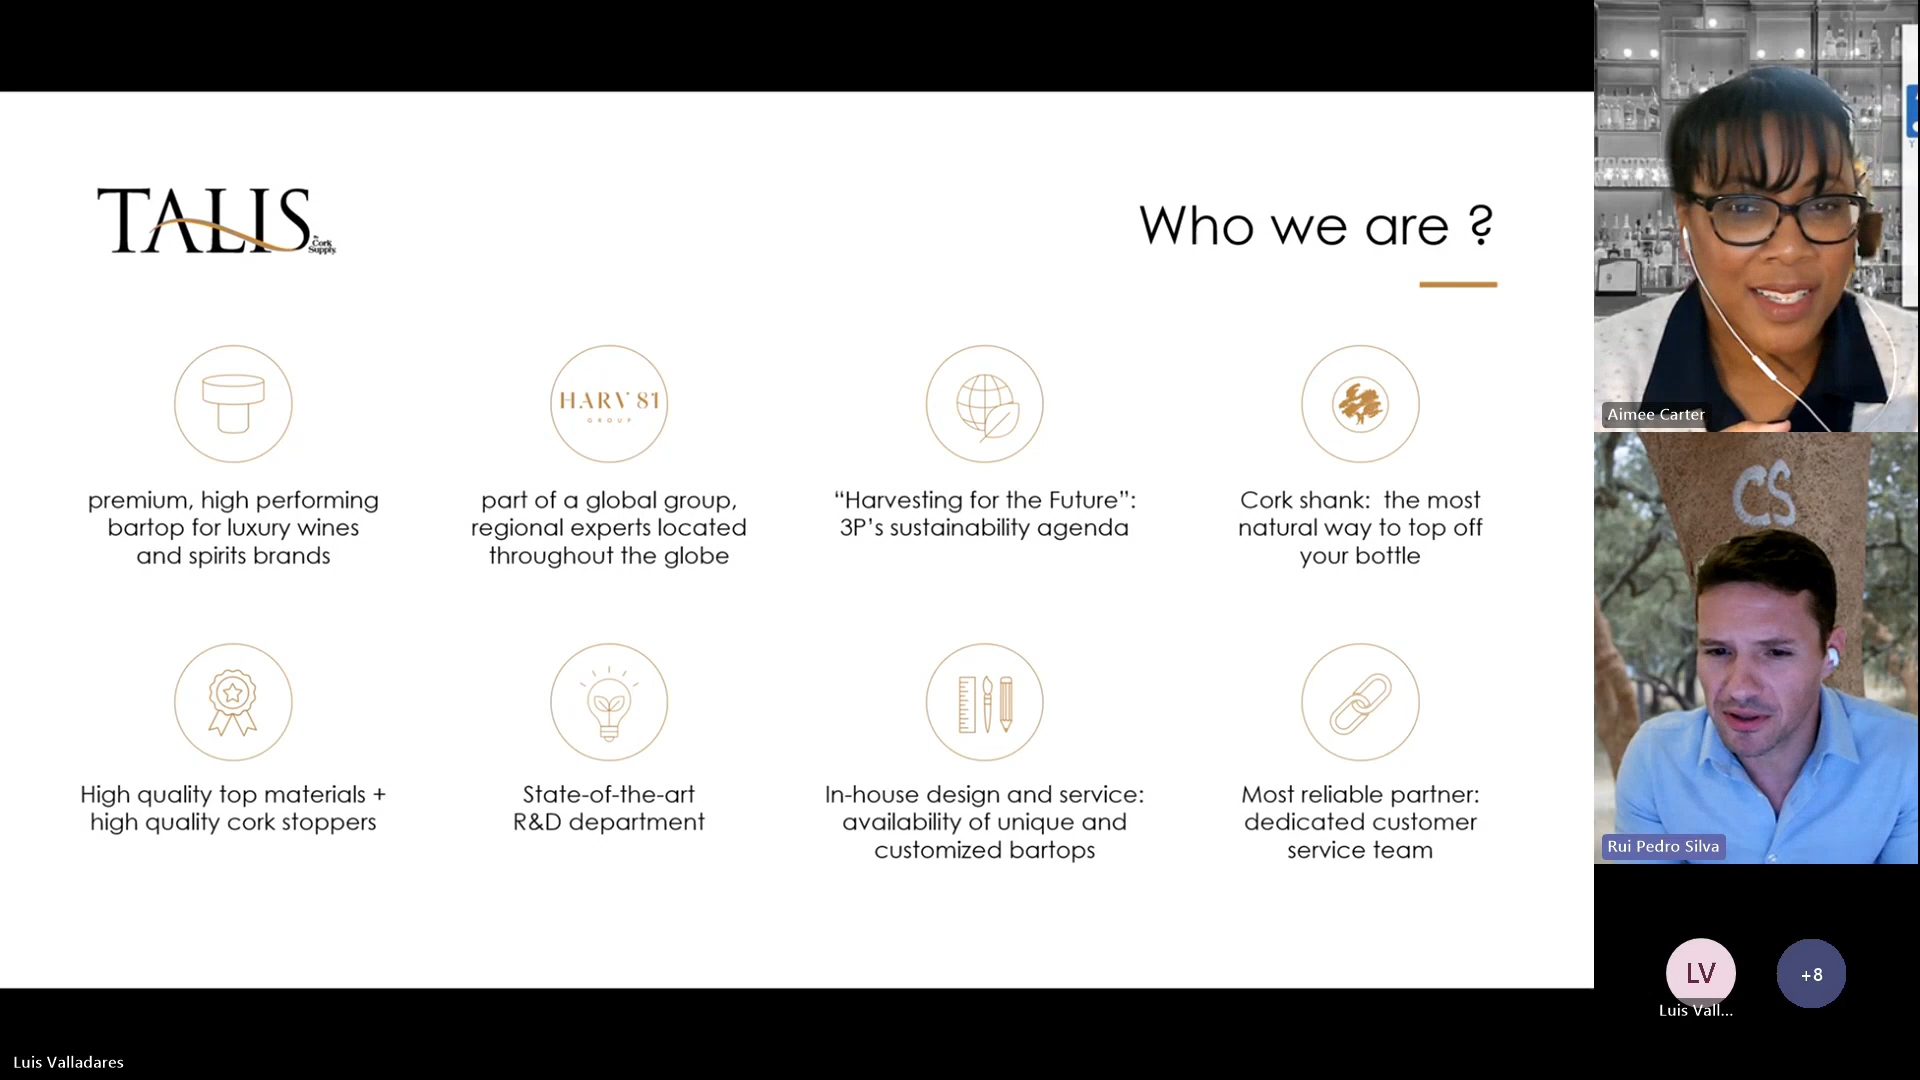 TALIS
by
Cork
Supply
Who we are ?
HARV 81
GROUP
premium, high performing
bartop for luxury wines
and spirits brands
part of a global group,
regional experts located
throughout the globe
“Harvesting for the Future”:
3P’s sustainability agenda
Cork shank:  the most
natural way to top off
your bottle
High quality top materials +
high quality cork stoppers
State-of-the-art
R&D department
In-house design and service:
availability of unique and
customized bartops
Most reliable partner:
dedicated customer
service team
Aimee Carter
CS
Rui Pedro Silva
LV
+8
Luis Vall...
Luis Valladares